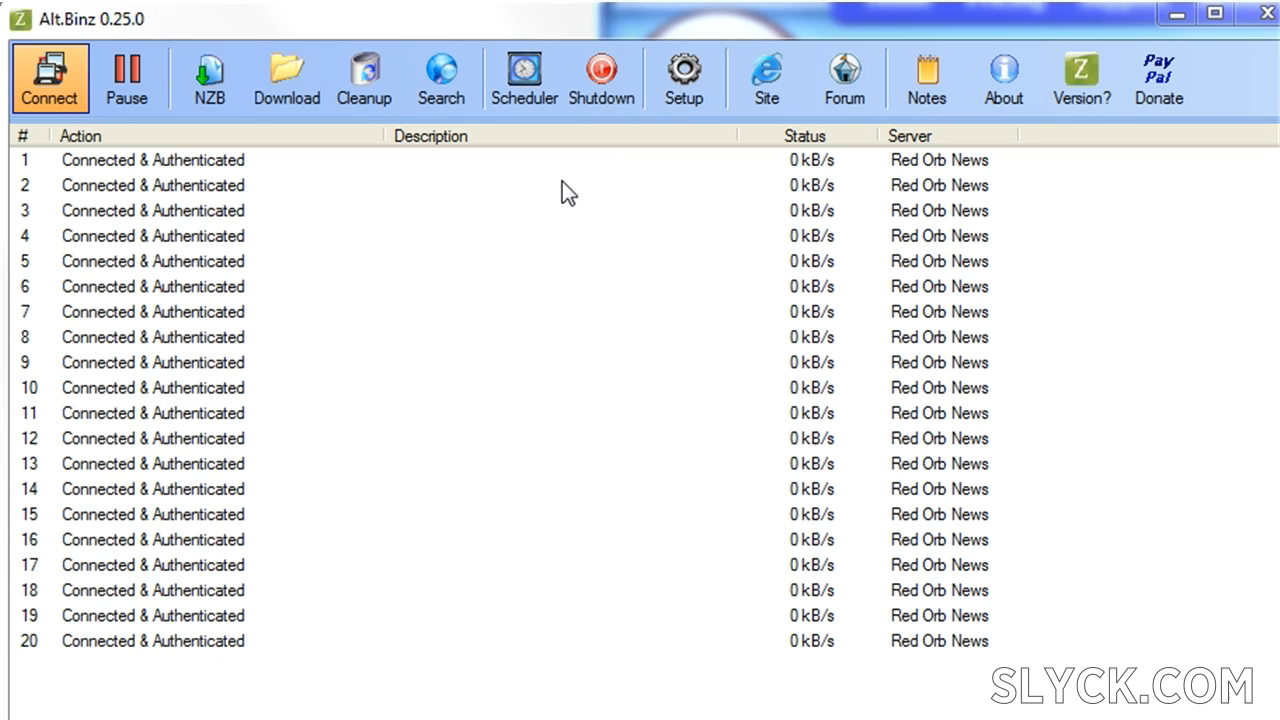 Alt.Binz 0.25.0
Connect Pause NZB Download Cleanup Search Scheduler Shutdown Setup Site Forum Notes About Version? Pay Pal Donate
# Action Description Status Server
1 Connected & Authenticated 0 kB/s Red Orb News
2 Connected & Authenticated 0 kB/s Red Orb News
3 Connected & Authenticated 0 kB/s Red Orb News
4 Connected & Authenticated 0 kB/s Red Orb News
5 Connected & Authenticated 0 kB/s Red Orb News
6 Connected & Authenticated 0 kB/s Red Orb News
7 Connected & Authenticated 0 kB/s Red Orb News
8 Connected & Authenticated 0 kB/s Red Orb News
9 Connected & Authenticated 0 kB/s Red Orb News
10 Connected & Authenticated 0 kB/s Red Orb News
11 Connected & Authenticated 0 kB/s Red Orb News
12 Connected & Authenticated 0 kB/s Red Orb News
13 Connected & Authenticated 0 kB/s Red Orb News
14 Connected & Authenticated 0 kB/s Red Orb News
15 Connected & Authenticated 0 kB/s Red Orb News
16 Connected & Authenticated 0 kB/s Red Orb News
17 Connected & Authenticated 0 kB/s Red Orb News
18 Connected & Authenticated 0 kB/s Red Orb News
19 Connected & Authenticated 0 kB/s Red Orb News
20 Connected & Authenticated 0 kB/s Red Orb News
SLYCK.COM